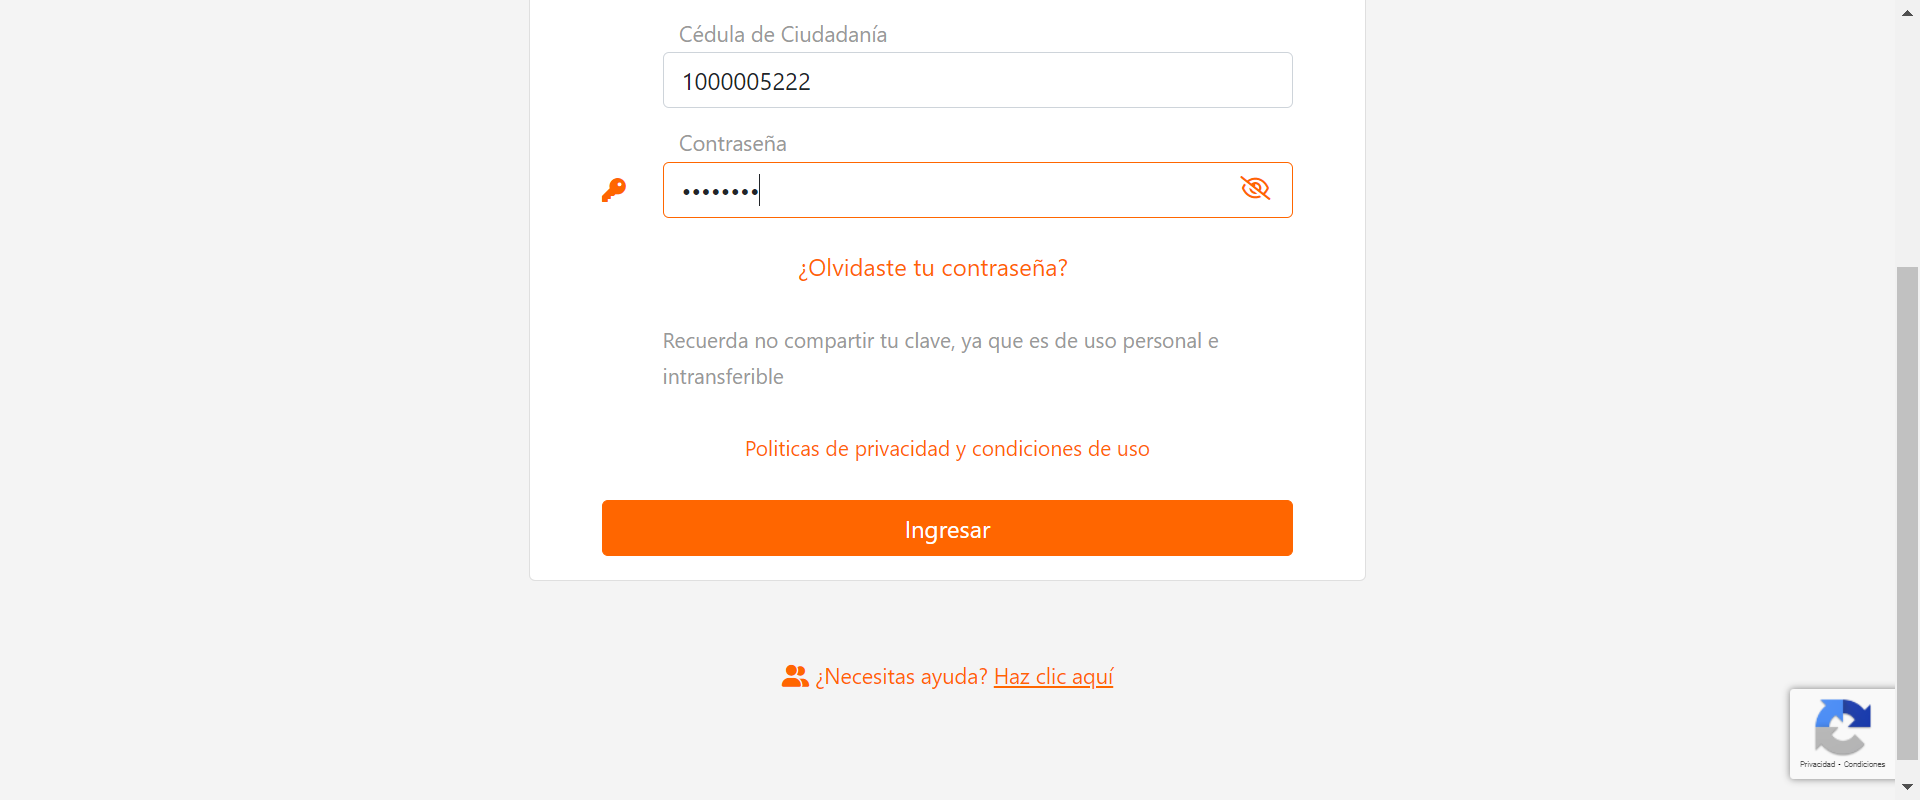 Cédula de Ciudadanía
1000005222
Contraseña
••••••••
¿Olvidaste tu contraseña?
Recuerda no compartir tu clave, ya que es de uso personal e
intransferible
Politicas de privacidad y condiciones de uso
Ingresar
¿Necesitas ayuda? Haz clic aquí
Privacidad - Condiciones